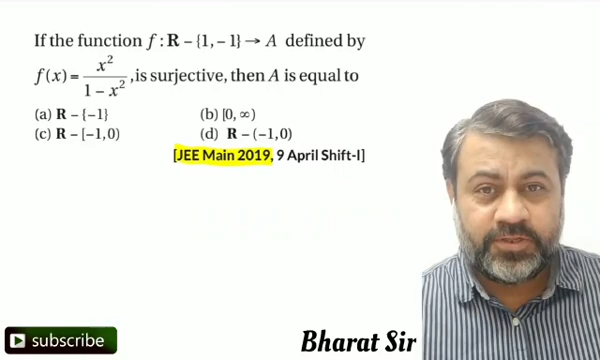 If the function f : R – {1, – 1} → A defined by
f(x) = x² / (1 – x²) , is surjective, then A is equal to
(a) R – {–1} (b) [0, ∞)
(c) R – [–1, 0) (d) R – (–1, 0)
[JEE Main 2019, 9 April Shift-I]
subscribe Bharat Sir